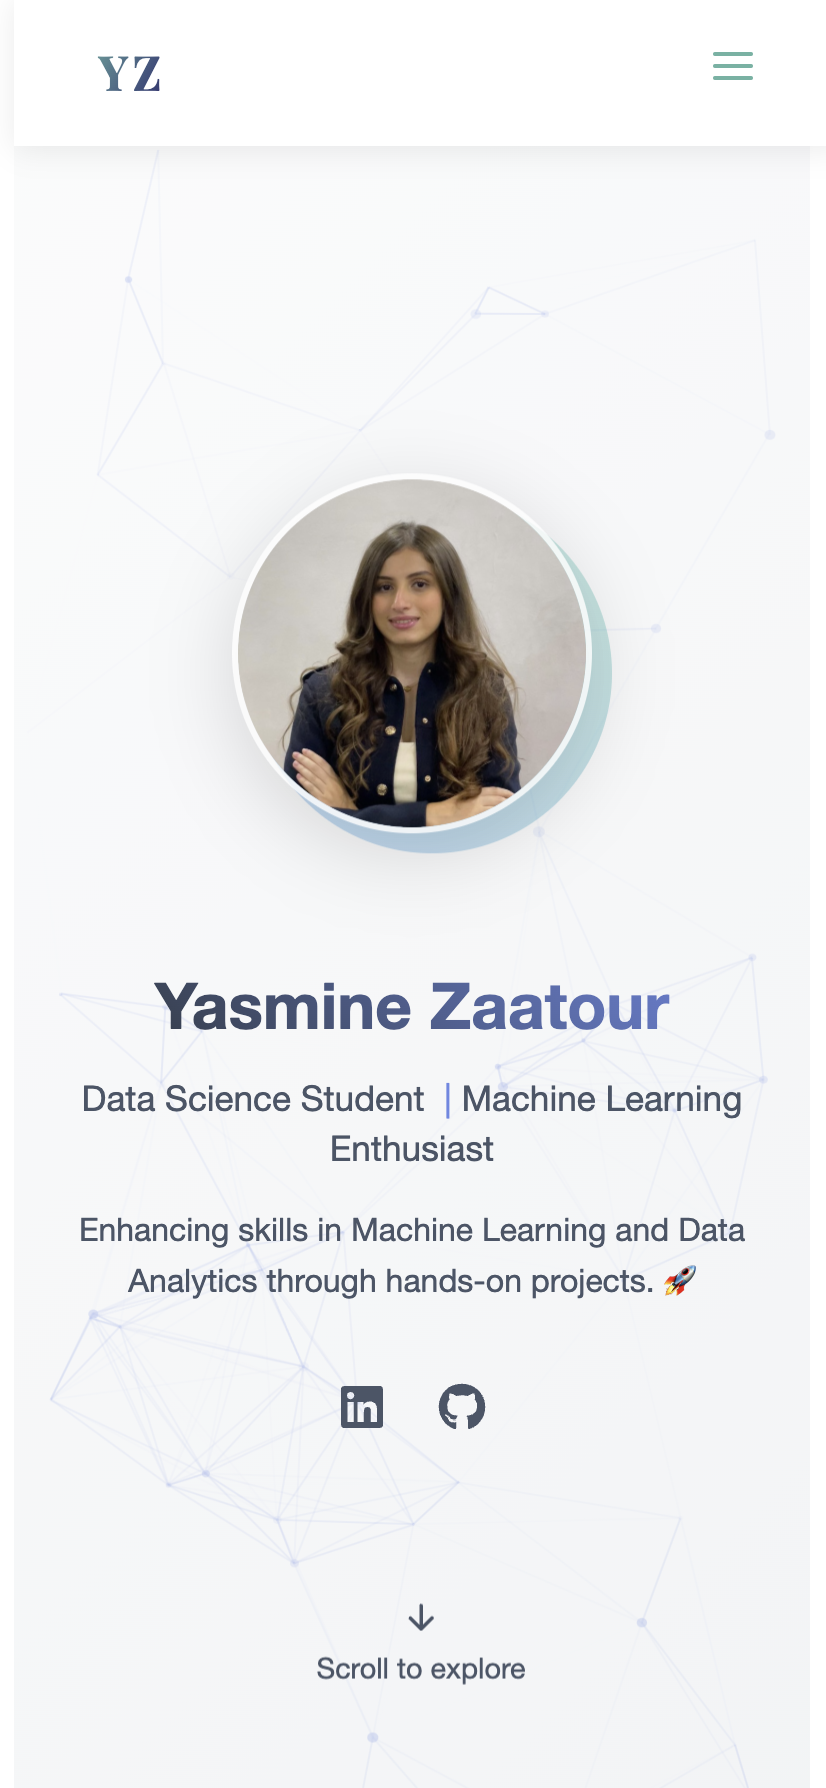 YZ
Yasmine Zaatour
Data Science Student | Machine Learning
Enthusiast
Enhancing skills in Machine Learning and Data
Analytics through hands-on projects. 🚀
in
Scroll to explore